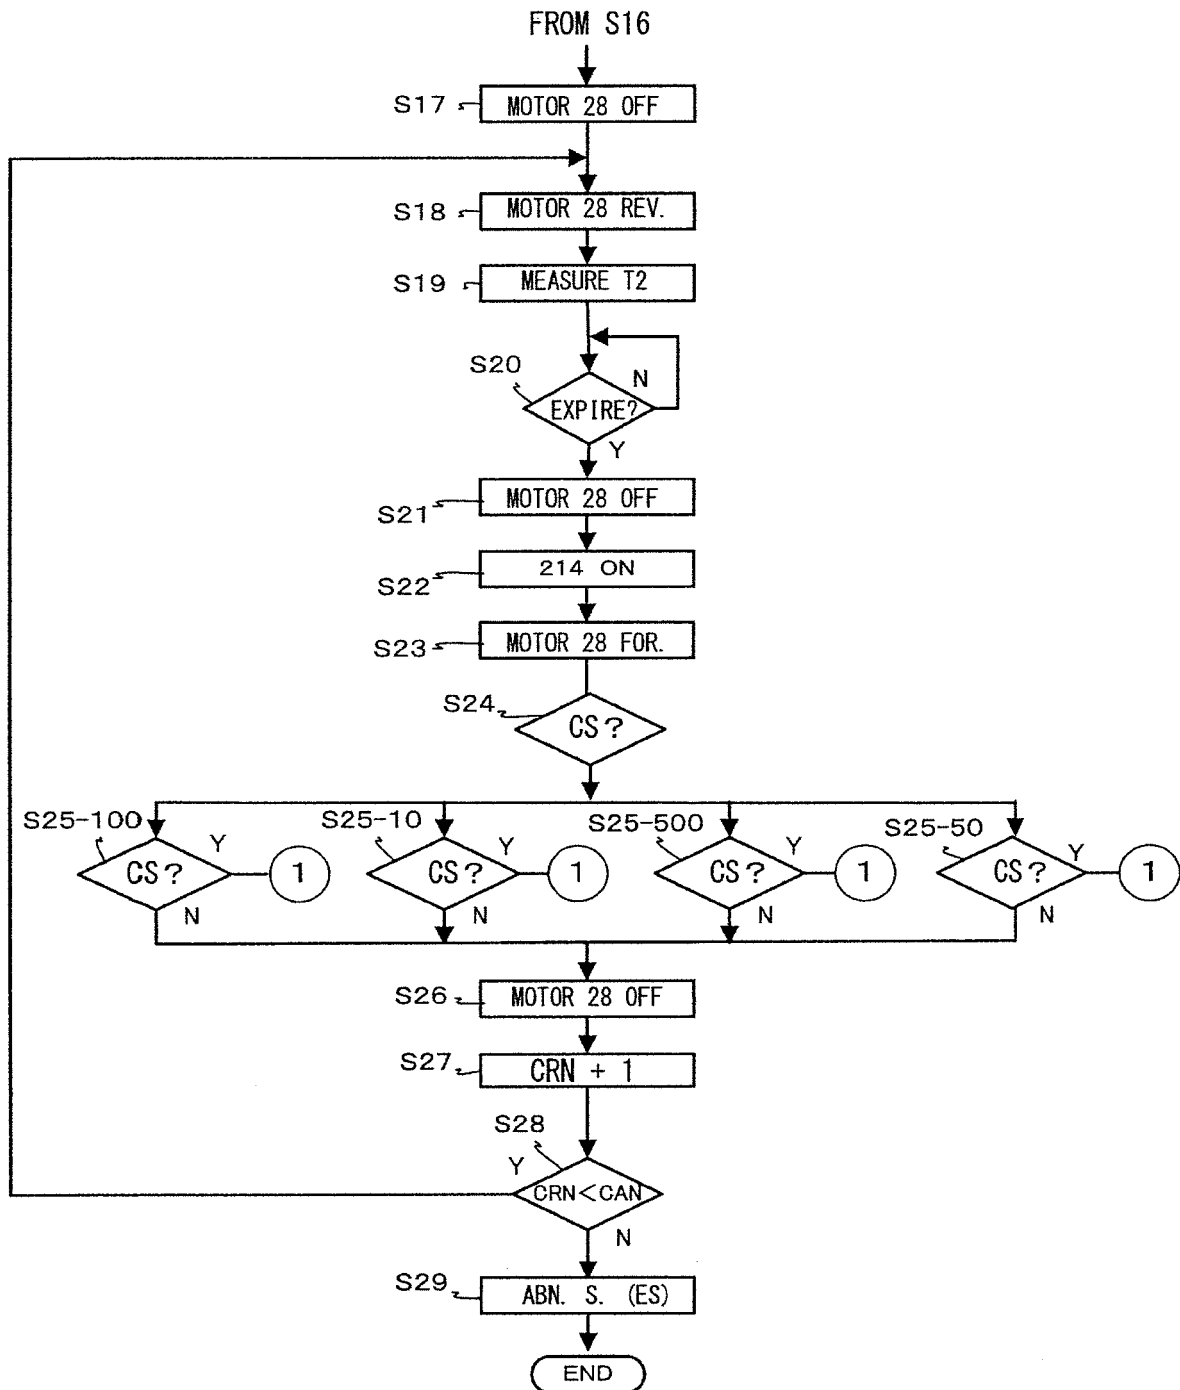 FROM S16
S17
MOTOR 28 OFF
S18
MOTOR 28 REV.
S19
MEASURE T2
S20
EXPIRE?
N
Y
S21
MOTOR 28 OFF
S22
214 ON
S23
MOTOR 28 FOR.
S24
CS?
S25-100
CS?
Y
1
N
S25-10
CS?
Y
1
N
S25-500
CS?
Y
1
N
S25-50
CS?
Y
1
N
S26
MOTOR 28 OFF
S27
CRN + 1
S28
Y
CRN<CAN
N
S29
ABN. S. (ES)
END